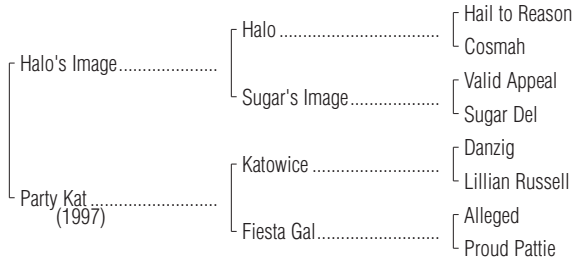 Hail to Reason
Halo
Cosmah
Halo's Image
Valid Appeal
Sugar's Image
Sugar Del
Danzig
Katowice
Lillian Russell
Party Kat
(1997)
Alleged
Fiesta Gal
Proud Pattie